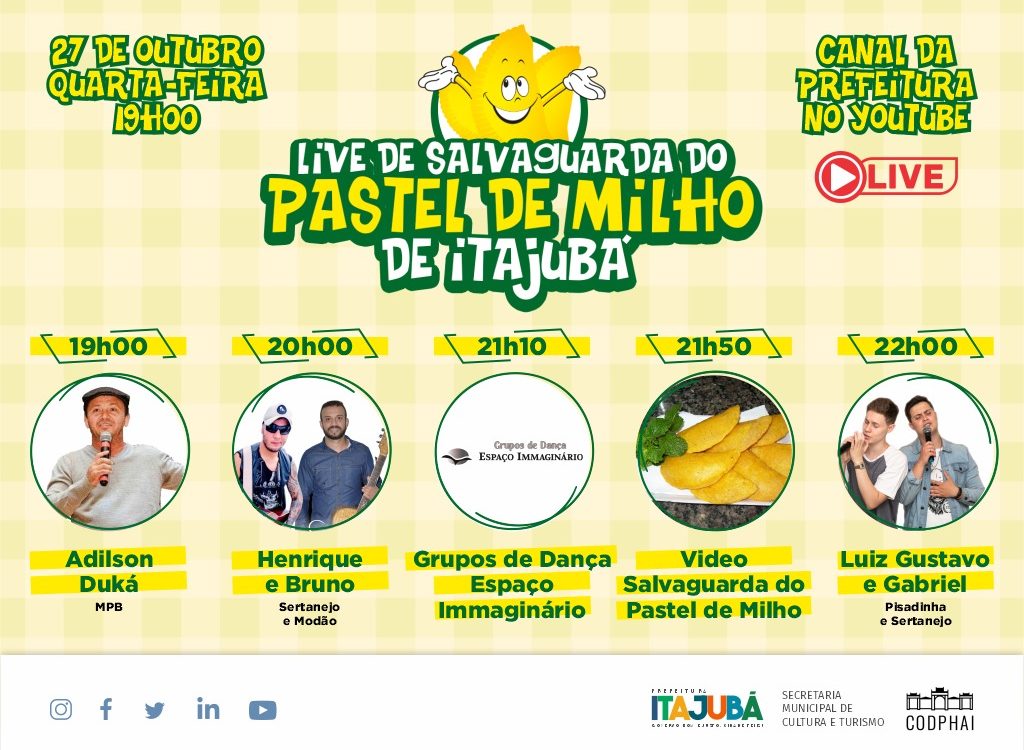 27 DE OUTUBRO
QUARTA-FEIRA
19H00
CANAL DA
PREFEITURA
NO YOUTUBE
LIVE
LIVE DE SALVAGUARDA DO
PASTEL DE MILHO
DE ITAJUBÁ
19h00
20h00
21h10
21h50
22h00
Grupos de Dança
ESPAÇO IMMAGINÁRIO
Adilson
Duká
MPB
Henrique
e Bruno
Sertanejo
e Modão
Grupos de Dança
Espaço
Immaginário
Video
Salvaguarda do
Pastel de Milho
Luiz Gustavo
e Gabriel
Pisadinha
e Sertanejo
PREFEITURA
ITAJUBÁ
SECRETARIA
MUNICIPAL DE
CULTURA E TURISMO
CODPHAI